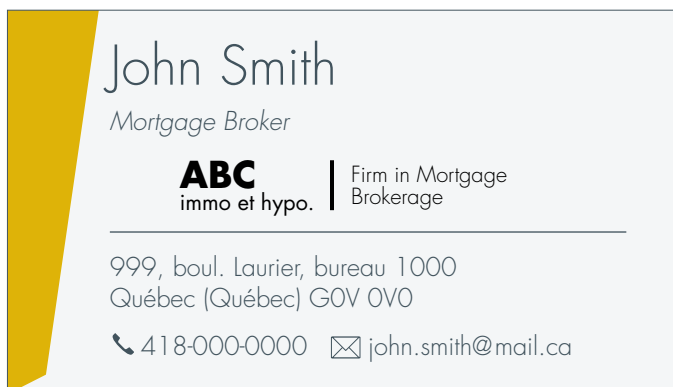 John Smith
Mortgage Broker
ABC
immo et hypo.
Firm in Mortgage
Brokerage
999, boul. Laurier, bureau 1000
Québec (Québec) G0V 0V0
418-000-0000 john.smith@mail.ca